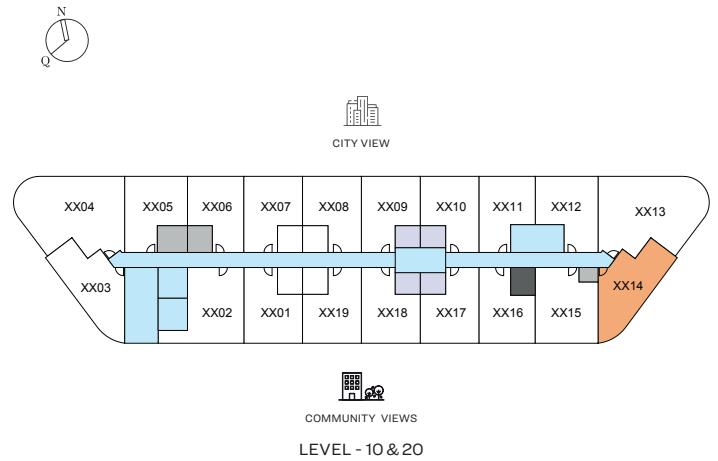 N
Q
CITY VIEW
XX04 XX05 XX06 XX07 XX08 XX09 XX10 XX11 XX12 XX13
XX03 XX14
XX02 XX01 XX19 XX18 XX17 XX16 XX15
COMMUNITY VIEWS
LEVEL - 10 & 20